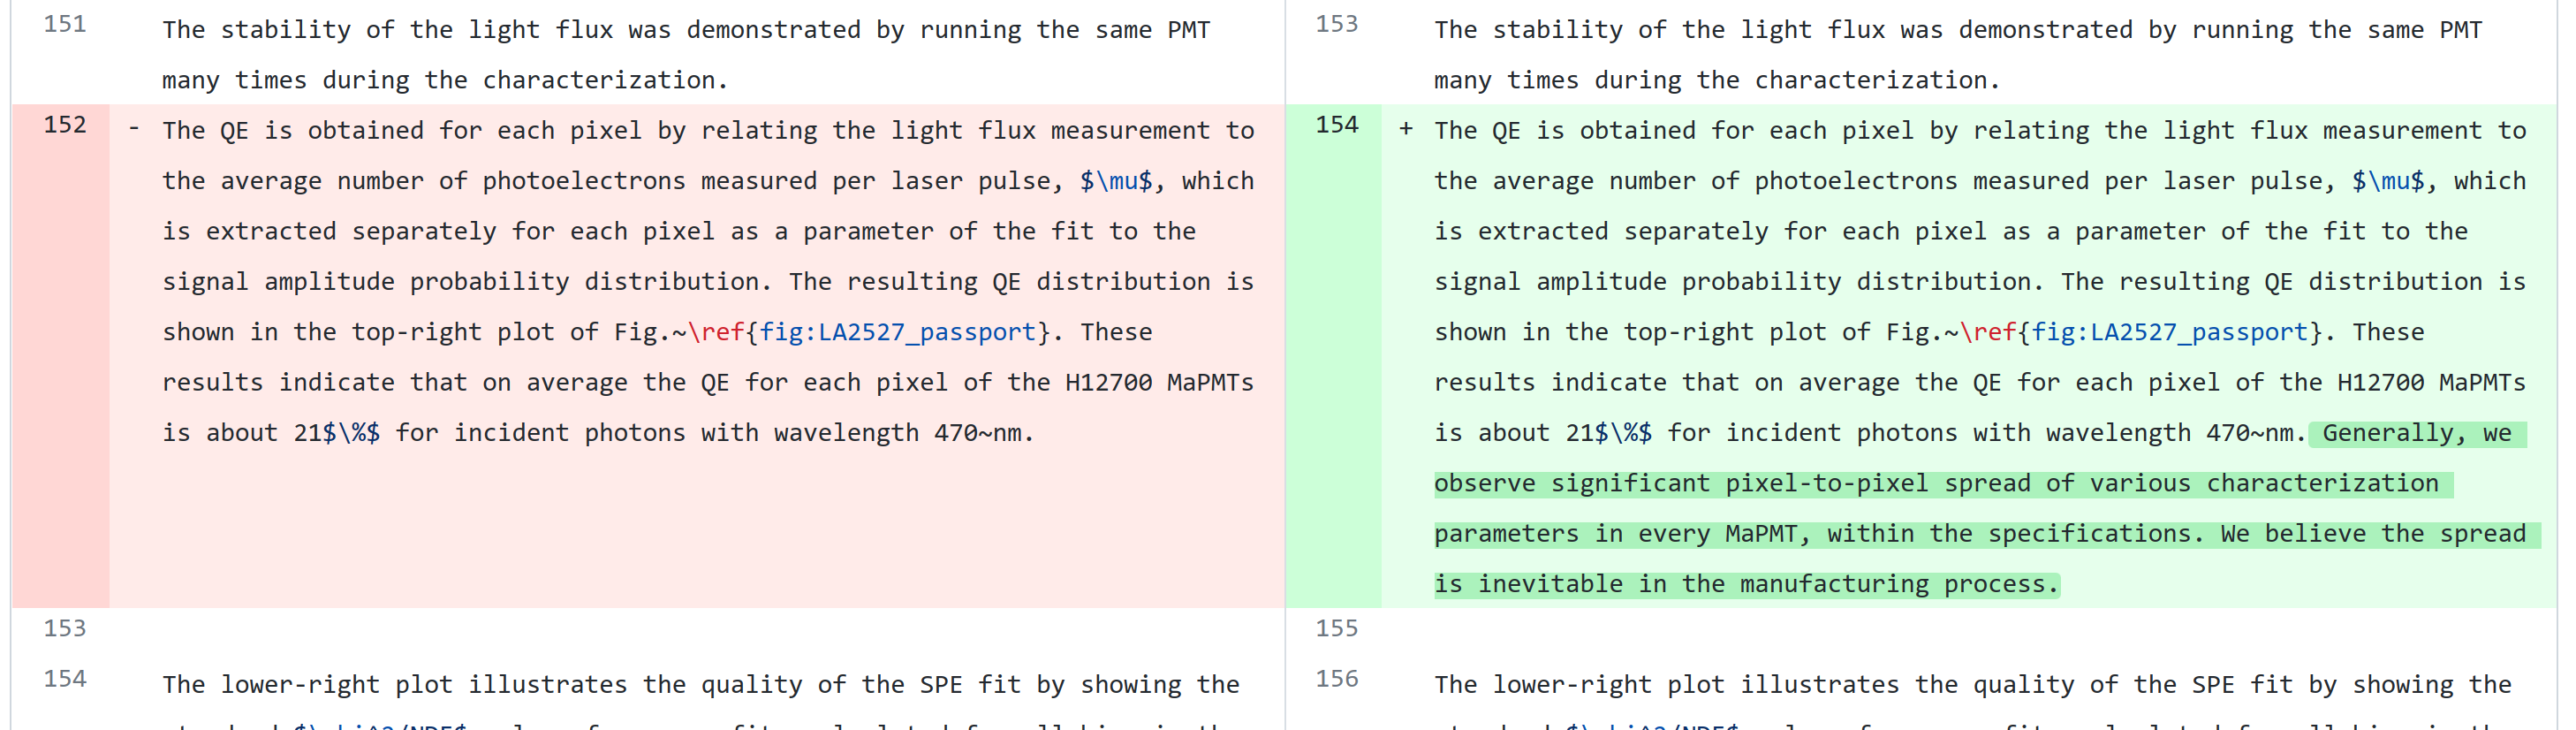 151 The stability of the light flux was demonstrated by running the same PMT
many times during the characterization.
152 - The QE is obtained for each pixel by relating the light flux measurement to
the average number of photoelectrons measured per laser pulse, $\mu$, which
is extracted separately for each pixel as a parameter of the fit to the
signal amplitude probability distribution. The resulting QE distribution is
shown in the top-right plot of Fig.~\ref{fig:LA2527_passport}. These
results indicate that on average the QE for each pixel of the H12700 MaPMTs
is about 21$\%$ for incident photons with wavelength 470~nm.
153
154 The lower-right plot illustrates the quality of the SPE fit by showing the
153 The stability of the light flux was demonstrated by running the same PMT
many times during the characterization.
154 + The QE is obtained for each pixel by relating the light flux measurement to
the average number of photoelectrons measured per laser pulse, $\mu$, which
is extracted separately for each pixel as a parameter of the fit to the
signal amplitude probability distribution. The resulting QE distribution is
shown in the top-right plot of Fig.~\ref{fig:LA2527_passport}. These
results indicate that on average the QE for each pixel of the H12700 MaPMTs
is about 21$\%$ for incident photons with wavelength 470~nm. Generally, we
observe significant pixel-to-pixel spread of various characterization
parameters in every MaPMT, within the specifications. We believe the spread
is inevitable in the manufacturing process.
155
156 The lower-right plot illustrates the quality of the SPE fit by showing the